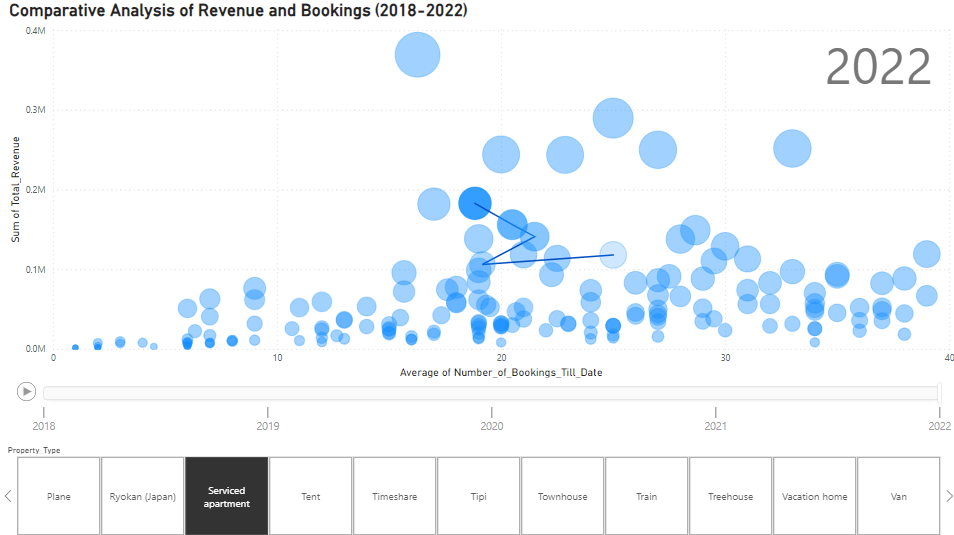 Comparative Analysis of Revenue and Bookings (2018-2022)
0.4M
2022
0.3M
Sum of Total_Revenue
0.2M
0.1M
0.0M
0
10
20
30
40
Average of Number_of_Bookings_Till_Date
2018
2019
2020
2021
2022
Property_Type
Plane
Ryokan (Japan)
Serviced
apartment
Tent
Timeshare
Tipi
Townhouse
Train
Treehouse
Vacation home
Van